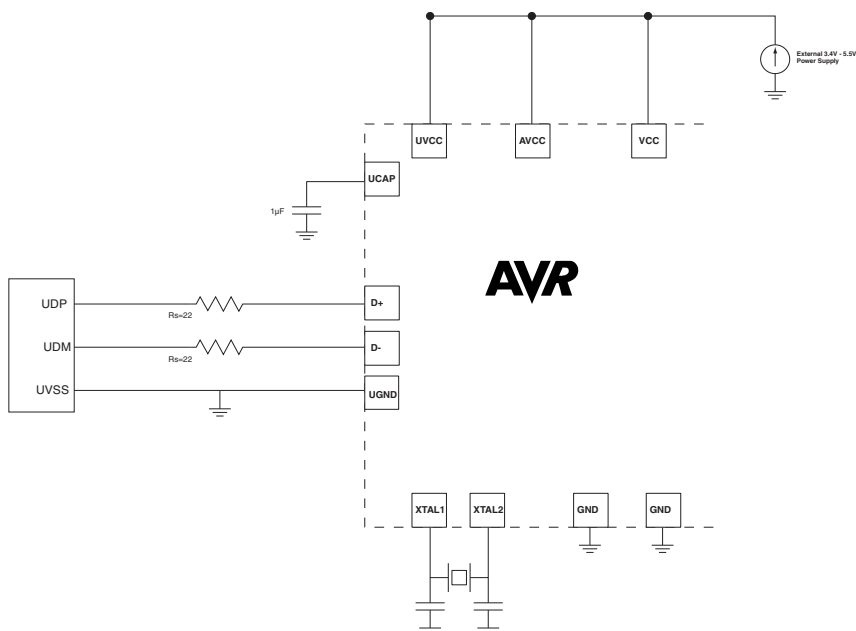 External 3.4V - 5.5V
Power Supply
UVCC
AVCC
VCC
UCAP
1µF
AVR
UDP
Rs=22
D+
UDM
Rs=22
D-
UVSS
UGND
XTAL1
XTAL2
GND
GND